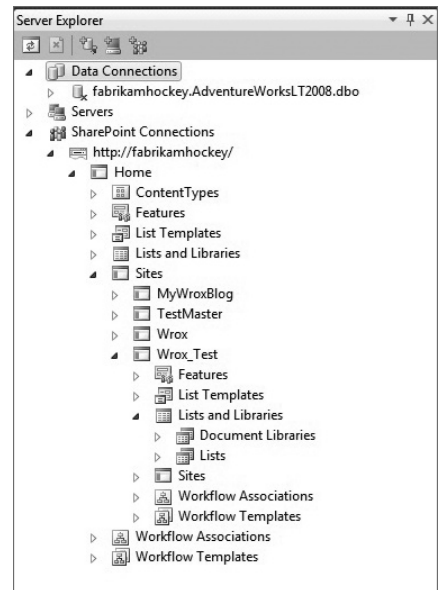 Server Explorer
Data Connections
fabrikamhockey.AdventureWorksLT2008.dbo
Servers
SharePoint Connections
http://fabrikamhockey/
Home
ContentTypes
Features
List Templates
Lists and Libraries
Sites
MyWroxBlog
TestMaster
Wrox
Wrox_Test
Features
List Templates
Lists and Libraries
Document Libraries
Lists
Sites
Workflow Associations
Workflow Templates
Workflow Associations
Workflow Templates